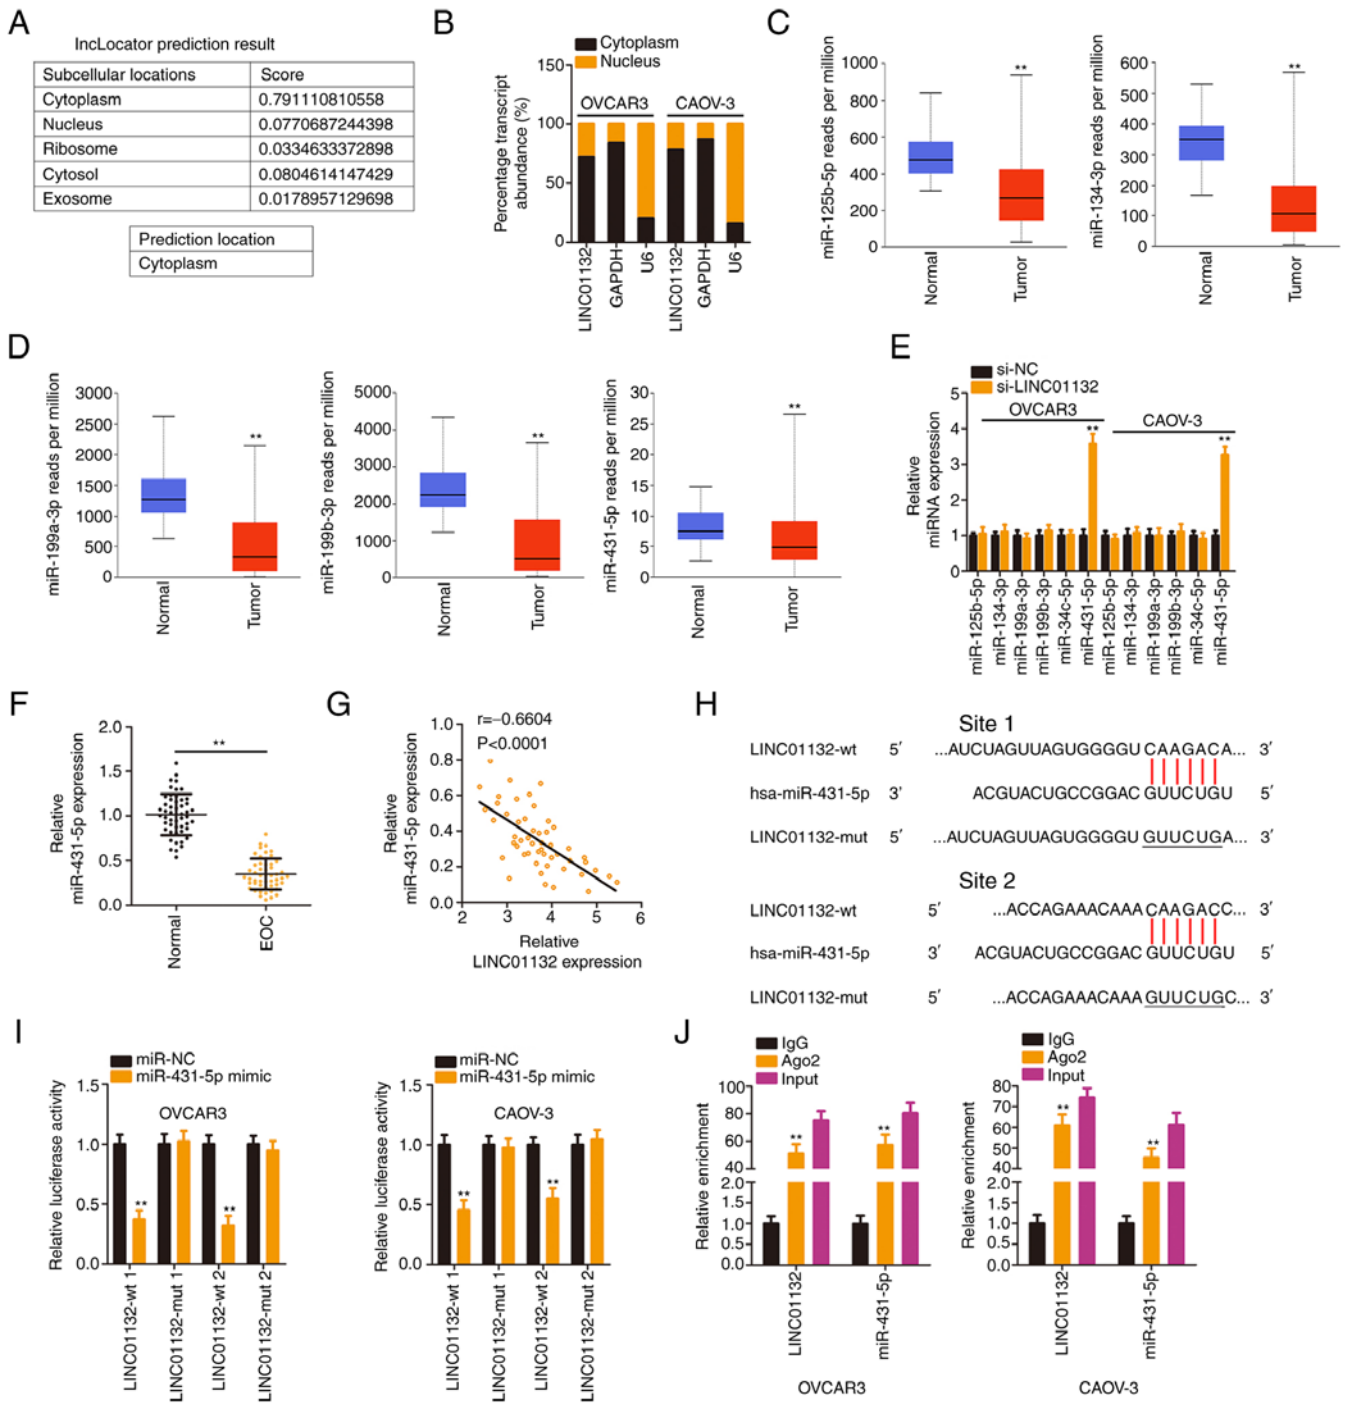 A
lncLocator prediction result
Subcellular locations Score
Cytoplasm 0.791110810558
Nucleus 0.0770687244398
Ribosome 0.0334633372898
Cytosol 0.0804614147429
Exosome 0.0178957129698
Prediction location
Cytoplasm
B
Cytoplasm
Nucleus
Percentage transcript
abundance (%)
150
100
50
0
OVCAR3 CAOV-3
LINC01132
GAPDH
U6
LINC01132
GAPDH
U6
C
miR-125b-5p reads per million
1000
800
600
400
200
0
**
Normal
Tumor
miR-134-3p reads per million
600
500
400
300
200
100
0
**
Normal
Tumor
D
miR-199a-3p reads per million
3000
2500
2000
1500
1000
500
0
**
Normal
Tumor
miR-199b-3p reads per million
5000
4000
3000
2000
1000
0
**
Normal
Tumor
miR-431-5p reads per million
30
25
20
15
10
5
0
**
Normal
Tumor
E
si-NC
si-LINC01132
Relative
miRNA expression
5
4
3
2
1
0
OVCAR3
CAOV-3
**
**
miR-125b-5p
miR-134-3p
miR-199a-3p
miR-199b-3p
miR-34c-5p
miR-431-5p
miR-125b-5p
miR-134-3p
miR-199a-3p
miR-199b-3p
miR-34c-5p
miR-431-5p
F
Relative
miR-431-5p expression
2.0
1.5
1.0
0.5
0.0
**
Normal
EOC
G
Relative
miR-431-5p expression
1.0
0.8
0.6
0.4
0.2
0.0
r=−0.6604
P<0.0001
2 3 4 5 6
Relative
LINC01132 expression
H
Site 1
LINC01132-wt 5′ ...AUCUAGUUAGUGGGGU CAAGACA... 3′
hsa-miR-431-5p 3′ ACGUACUGCCGGAC GUUCUGU 5′
LINC01132-mut 5′ ...AUCUAGUUAGUGGGGU GUUCUGA... 3′
Site 2
LINC01132-wt 5′ ...ACCAGAAACAAA CAAGACC... 3′
hsa-miR-431-5p 3′ ACGUACUGCCGGAC GUUCUGU 5′
LINC01132-mut 5′ ...ACCAGAAACAAA GUUCUGC... 3′
I
miR-NC
miR-431-5p mimic
Relative luciferase activity
1.5
1.0
0.5
0.0
OVCAR3
**
**
LINC01132-wt 1
LINC01132-mut 1
LINC01132-wt 2
LINC01132-mut 2
miR-NC
miR-431-5p mimic
Relative luciferase activity
1.5
1.0
0.5
0.0
CAOV-3
**
**
LINC01132-wt 1
LINC01132-mut 1
LINC01132-wt 2
LINC01132-mut 2
J
IgG
Ago2
Input
Relative enrichment
100
80
60
40
2.0
1.5
1.0
0.5
0.0
**
**
LINC01132
miR-431-5p
OVCAR3
IgG
Ago2
Input
Relative enrichment
80
70
60
50
40
2.0
1.5
1.0
0.5
0.0
**
**
LINC01132
miR-431-5p
CAOV-3